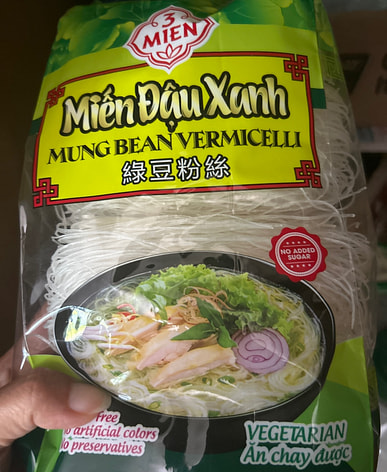 3
MIEN
Miến Đậu Xanh
MUNG BEAN VERMICELLI
綠豆粉絲
NO ADDED
SUGAR
Free
artificial colors
preservatives
VEGETARIAN
Ăn chay được